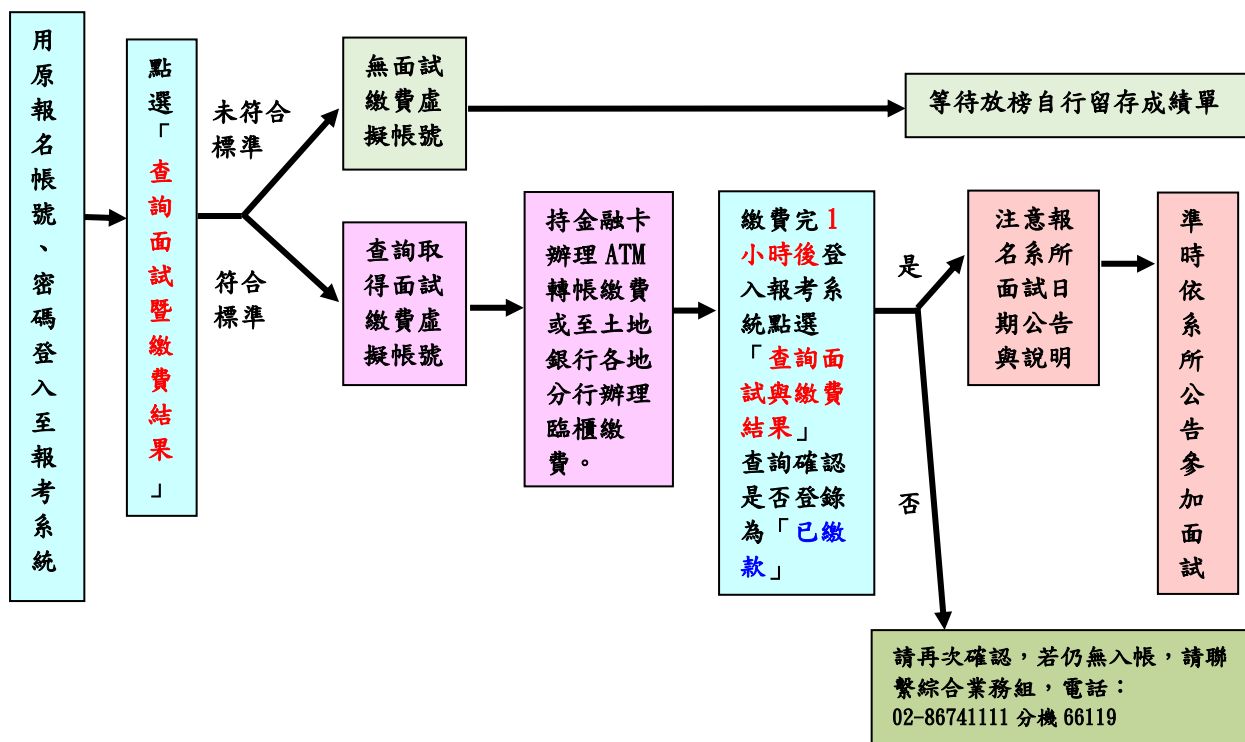 用原報名帳號、密碼登入至報考系統
點選「查詢面試暨繳費結果」
未符合
標準
符合
標準
無面試
繳費虛
擬帳號
等待放榜自行留存成績單
查詢取
得面試
繳費虛
擬帳號
持金融卡
辦理 ATM
轉帳繳費
或至土地
銀行各地
分行辦理
臨櫃繳
費。
繳費完 1
小時後登
入報考系
統點選
「查詢面
試與繳費
結果」
查詢確認
是否登錄
為「已繳
款」
是
否
注意報
名系所
面試日
期公告
與說明
準時依系所公告參加面試
請再次確認，若仍無入帳，請聯
繫綜合業務組，電話：
02-86741111 分機 66119